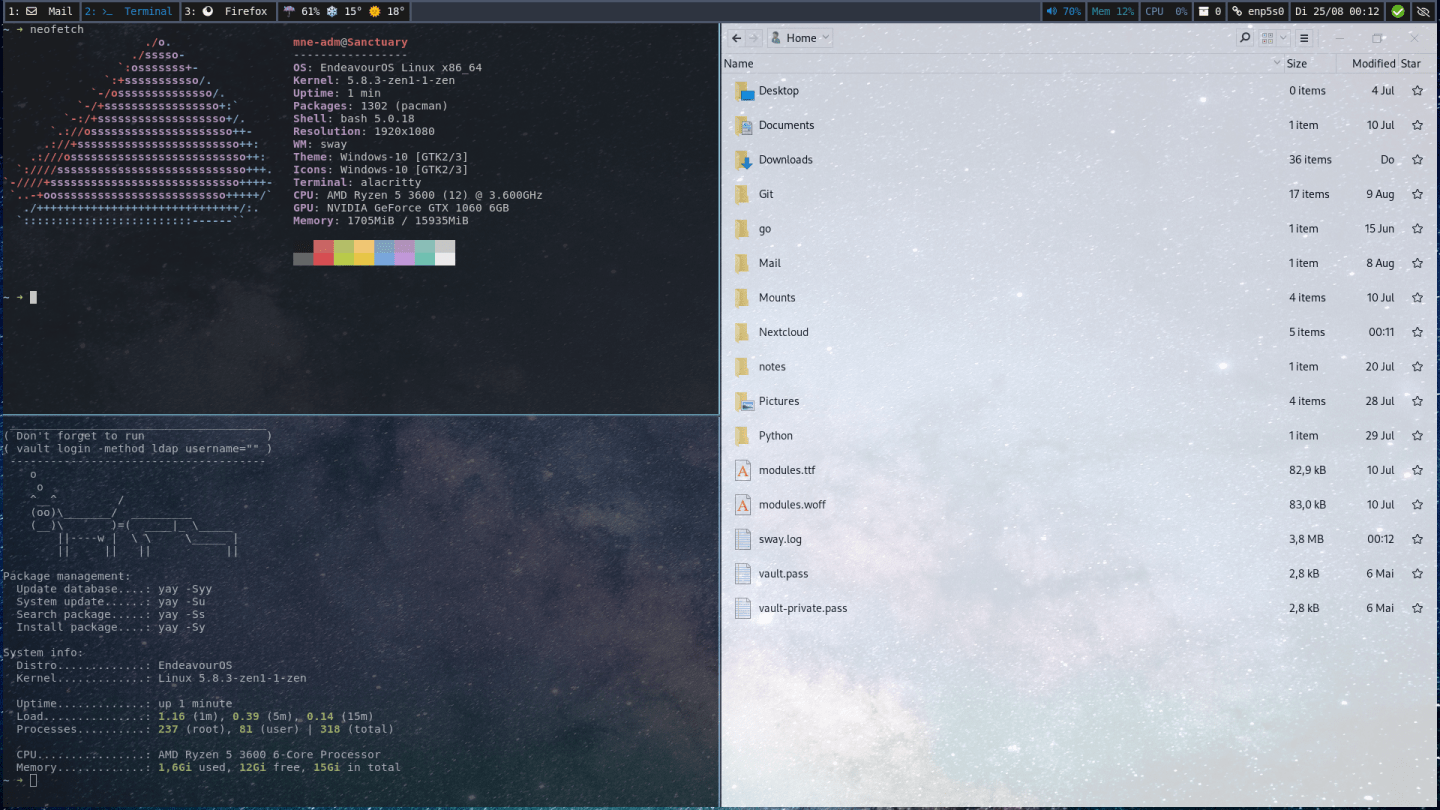 1: Mail 2: >_ Terminal 3: Firefox 61% 15° 18° 70% Mem 12% CPU 0% 0 enp5s0 Di 25/08 00:12
~ ➜ neofetch
mne-adm@Sanctuary
-----------------
OS: EndeavourOS Linux x86_64
Kernel: 5.8.3-zen1-1-zen
Uptime: 1 min
Packages: 1302 (pacman)
Shell: bash 5.0.18
Resolution: 1920x1080
WM: sway
Theme: Windows-10 [GTK2/3]
Icons: Windows-10 [GTK2/3]
Terminal: alacritty
CPU: AMD Ryzen 5 3600 (12) @ 3.600GHz
GPU: NVIDIA GeForce GTX 1060 6GB
Memory: 1705MiB / 15935MiB
~ ➜
( Don't forget to run )
( vault login -method ldap username="" )
Package management:
Update database....: yay -Syy
System update......: yay -Su
Search package.....: yay -Ss
Install package....: yay -Sy
System info:
Distro.............: EndeavourOS
Kernel.............: Linux 5.8.3-zen1-1-zen
Uptime.............: up 1 minute
Load...............: 1.16 (1m), 0.39 (5m), 0.14 (15m)
Processes..........: 237 (root), 81 (user) | 318 (total)
CPU................: AMD Ryzen 5 3600 6-Core Processor
Memory.............: 1,6Gi used, 12Gi free, 15Gi in total
~ ➜
Home
Name Size Modified Star
Desktop 0 items 4 Jul
Documents 1 item 10 Jul
Downloads 36 items Do
Git 17 items 9 Aug
go 1 item 15 Jun
Mail 1 item 8 Aug
Mounts 4 items 10 Jul
Nextcloud 5 items 00:11
notes 1 item 20 Jul
Pictures 4 items 28 Jul
Python 1 item 29 Jul
modules.ttf 82,9 kB 10 Jul
modules.woff 83,0 kB 10 Jul
sway.log 3,8 MB 00:12
vault.pass 2,8 kB 6 Mai
vault-private.pass 2,8 kB 6 Mai